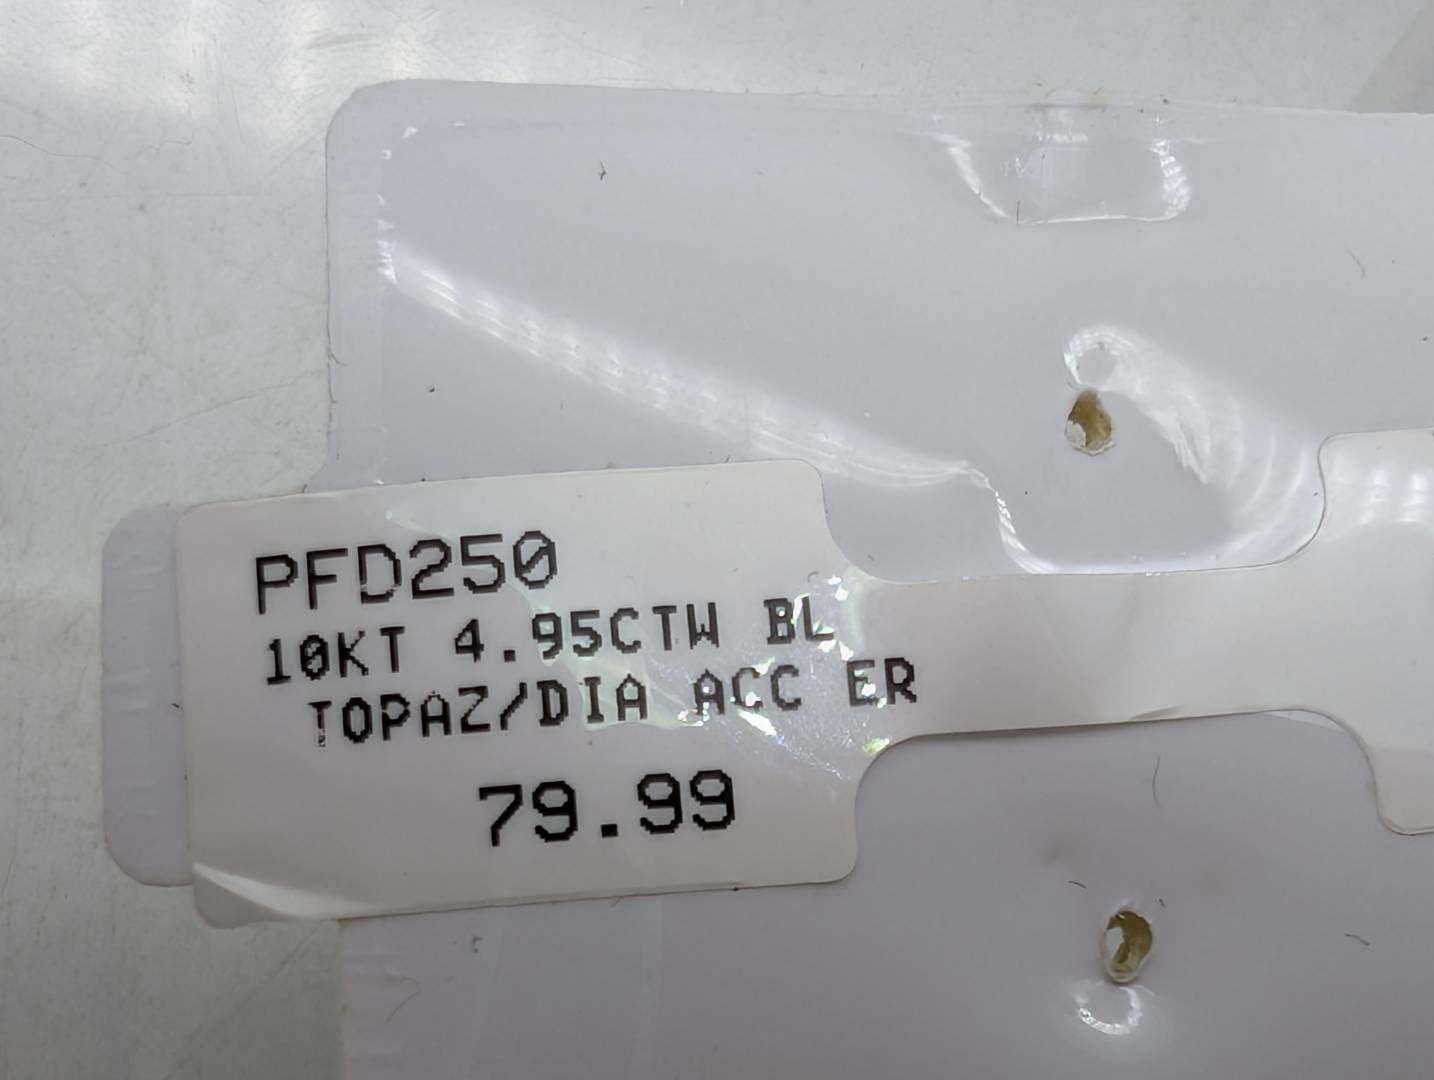 PFD250
10KT 4.95CTW BL
TOPAZ/DIA ACC ER
79.99